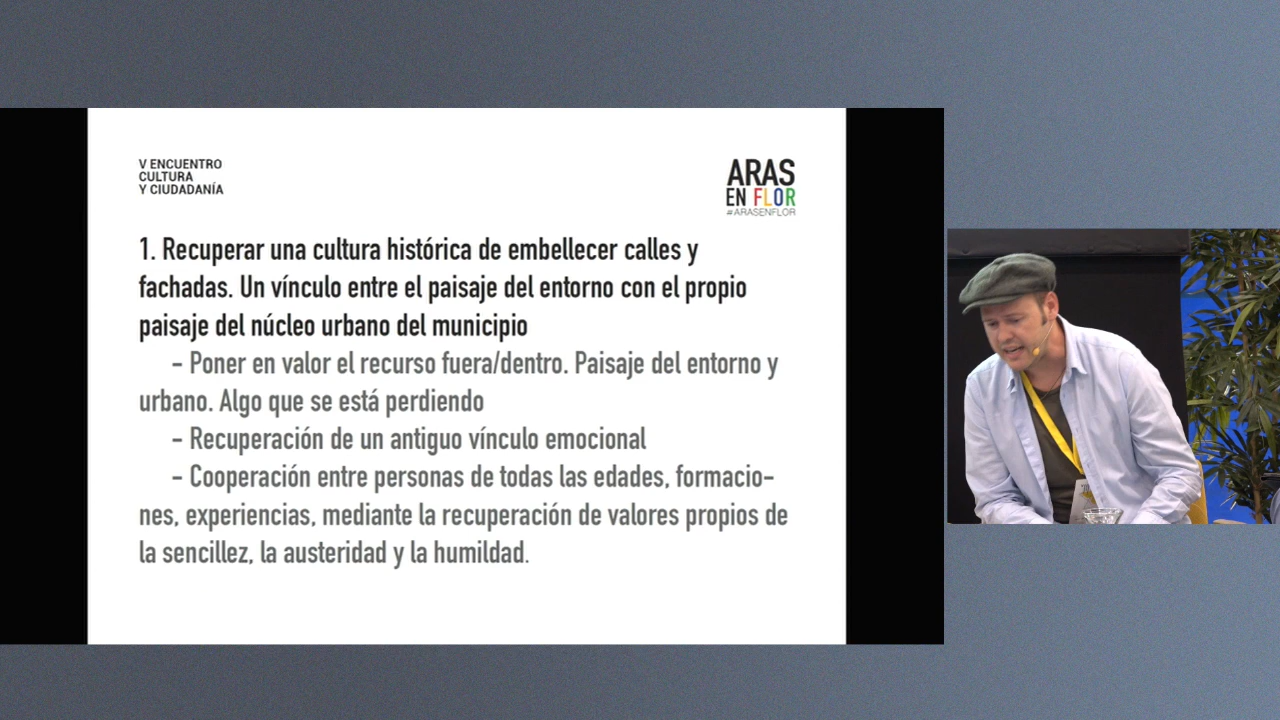 V ENCUENTRO
CULTURA
Y CIUDADANÍA
ARAS
EN FLOR
#ARASENFLOR
1. Recuperar una cultura histórica de embellecer calles y
fachadas. Un vínculo entre el paisaje del entorno con el propio
paisaje del núcleo urbano del municipio
– Poner en valor el recurso fuera/dentro. Paisaje del entorno y
urbano. Algo que se está perdiendo
– Recuperación de un antiguo vínculo emocional
– Cooperación entre personas de todas las edades, formacio-
nes, experiencias, mediante la recuperación de valores propios de
la sencillez, la austeridad y la humildad.